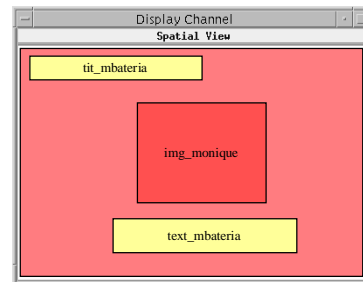 Display Channel
Spatial View
tit_mbateria
img_monique
text_mbateria